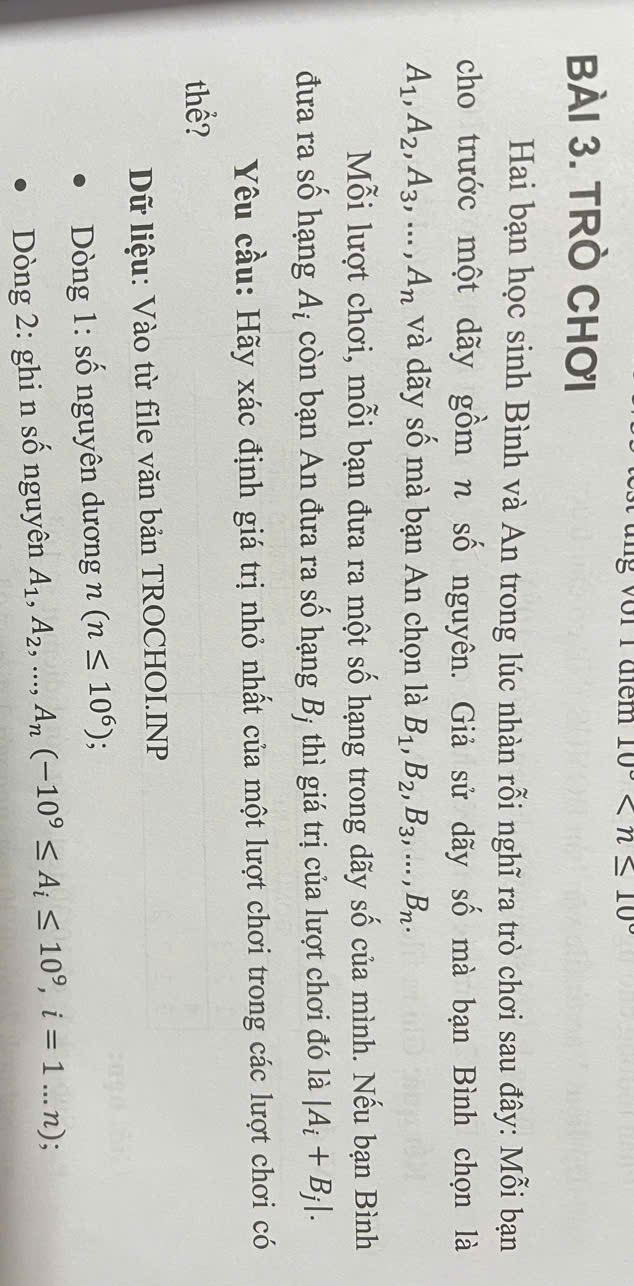 test ứng với 1 điểm
BÀI 3. TRÒ CHƠI
Hai bạn học sinh Bình và An trong lúc nhàn rỗi nghĩ ra trò chơi sau đây: Mỗi bạn
cho trước một dãy gồm n số nguyên. Giả sử dãy số mà bạn Bình chọn là
A₁, A₂, A₃, ..., Aₙ và dãy số mà bạn An chọn là B₁, B₂, B₃, ..., Bₙ.
Mỗi lượt chơi, mỗi bạn đưa ra một số hạng trong dãy số của mình. Nếu bạn Bình
đưa ra số hạng Aᵢ còn bạn An đưa ra số hạng Bⱼ thì giá trị của lượt chơi đó là |Aᵢ + Bⱼ|.
Yêu cầu: Hãy xác định giá trị nhỏ nhất của một lượt chơi trong các lượt chơi có
thể?
Dữ liệu: Vào từ file văn bản TROCHOI.INP
• Dòng 1: số nguyên dương n (n ≤ 10⁶);
• Dòng 2: ghi n số nguyên A₁, A₂, ..., Aₙ (−10⁹ ≤ Aᵢ ≤ 10⁹, i = 1 ... n);